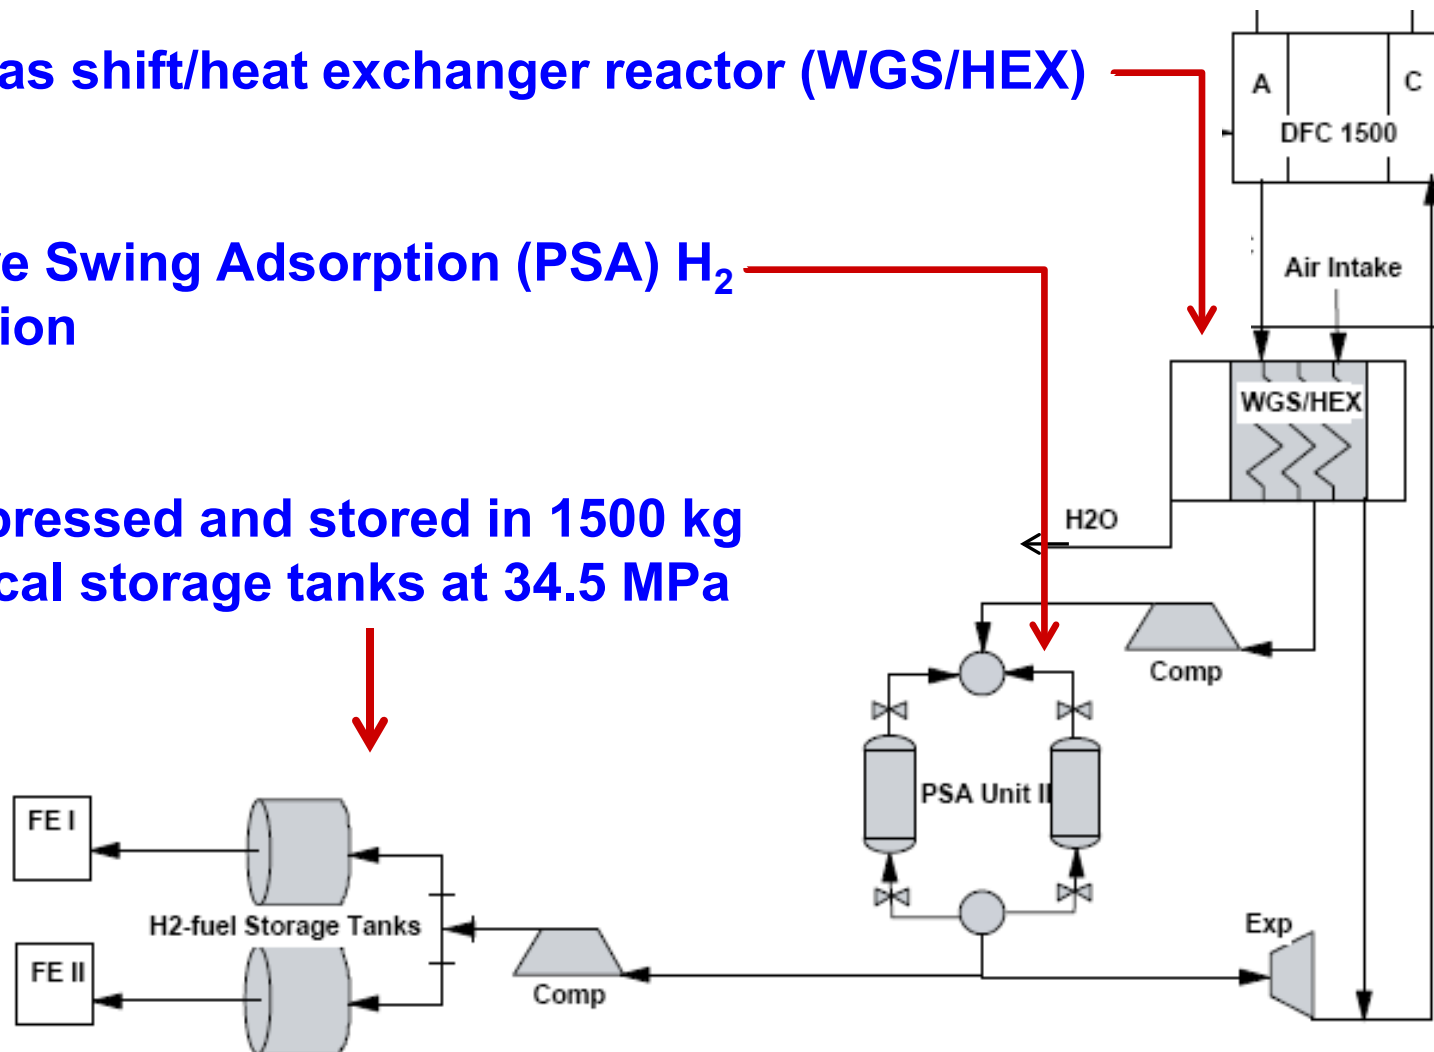 as shift/heat exchanger reactor (WGS/HEX)
A
C
DFC 1500
e Swing Adsorption (PSA) H2
ion
Air Intake
WGS/HEX
pressed and stored in 1500 kg
cal storage tanks at 34.5 MPa
H2O
Comp
PSA Unit II
FE I
H2-fuel Storage Tanks
FE II
Comp
Exp